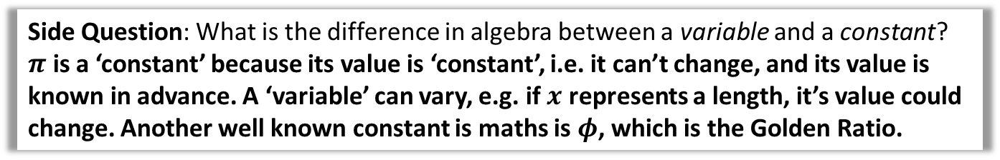 Side Question: What is the difference in algebra between a variable and a constant?
𝝅 is a ‘constant’ because its value is ‘constant’, i.e. it can’t change, and its value is
known in advance. A ‘variable’ can vary, e.g. if 𝒙 represents a length, it’s value could
change. Another well known constant is maths is 𝝓, which is the Golden Ratio.